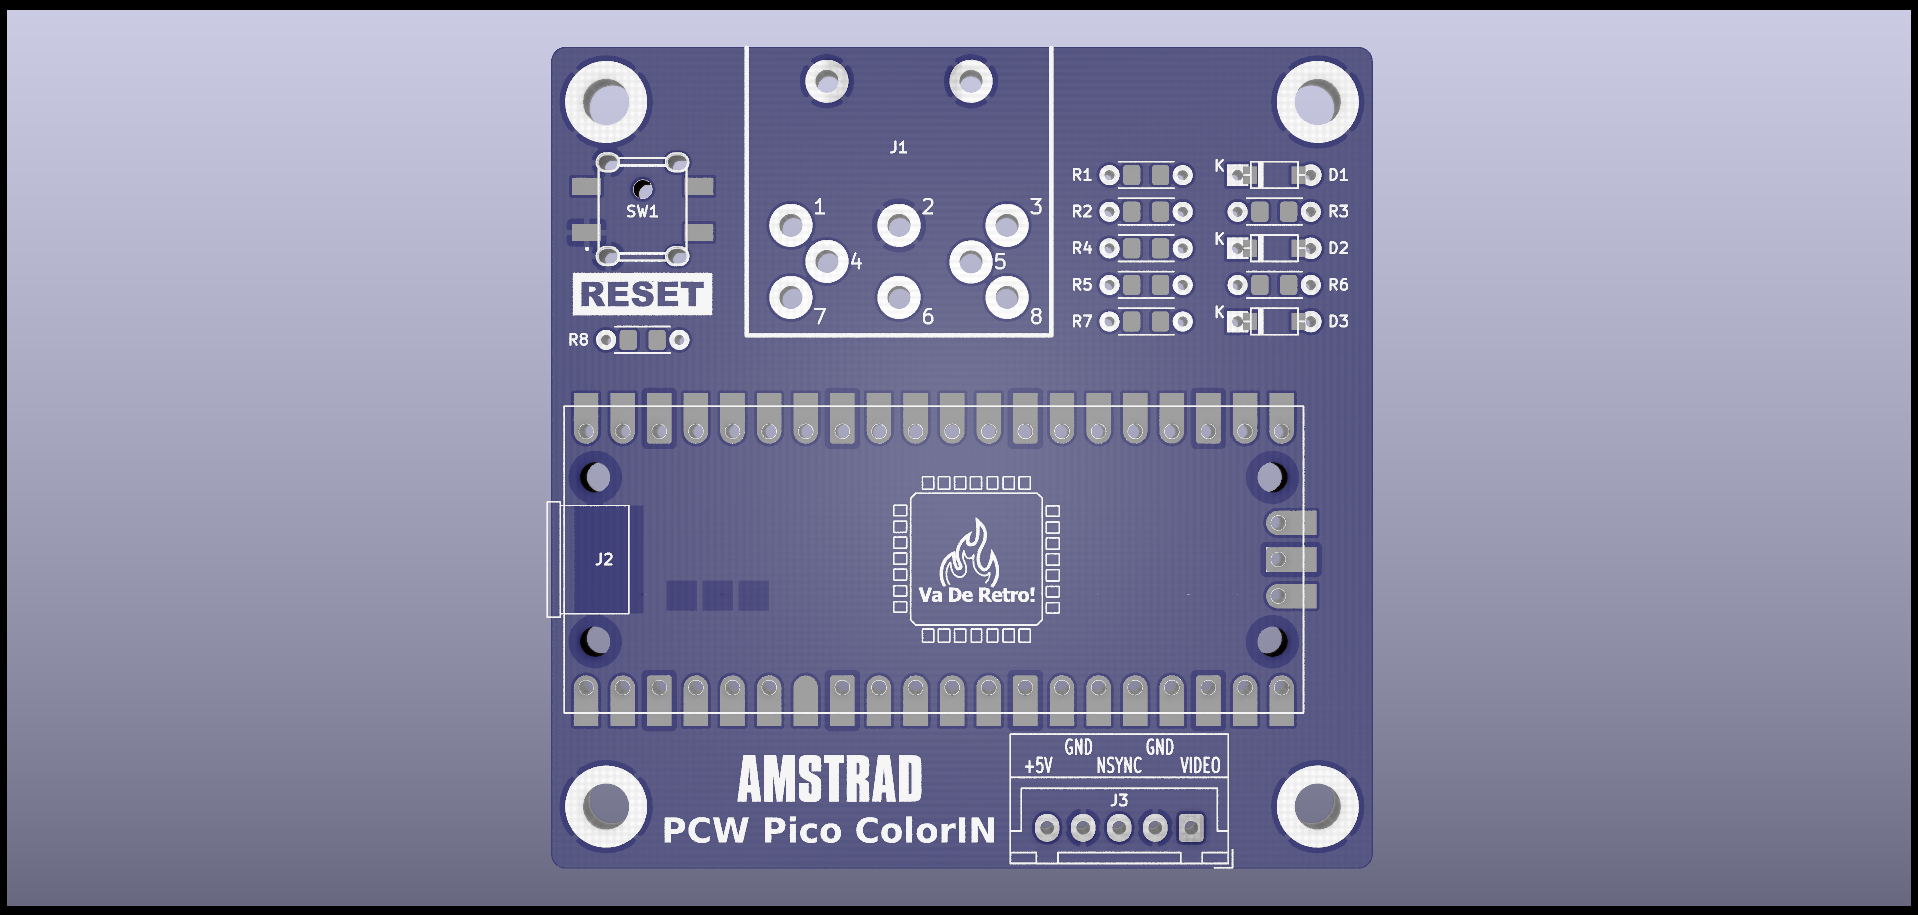 J1
K
R1
D1
1
2
3
SW1
R2
R3
K
R4
D2
4
5
R5
R6
RESET
K
7
6
8
R7
D3
R8
J2
Va De Retro!
GND
GND
+5V
NSYNC
VIDEO
AMSTRAD
J3
PCW Pico ColorIN